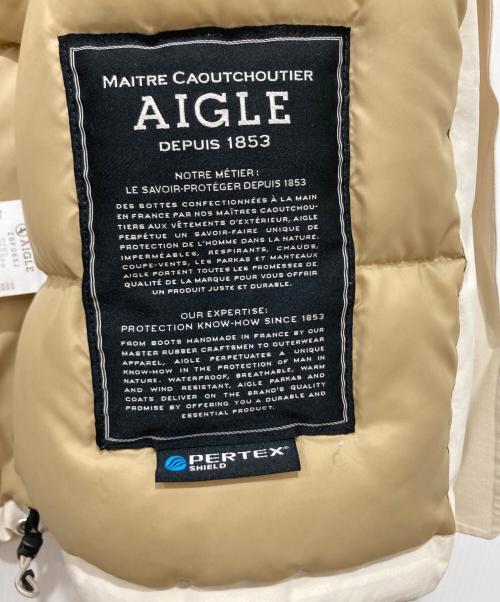 MAITRE CAOUTCHOUTIER
AIGLE
DEPUIS 1853
NOTRE MÉTIER :
LE SAVOIR-PROTÉGER DEPUIS 1853
DES BOTTES CONFECTIONNÉES À LA MAIN
EN FRANCE PAR NOS MAÎTRES CAOUTCHOU-
TIERS AUX VÊTEMENTS D'EXTÉRIEUR, AIGLE
PERPÉTUE UN SAVOIR-FAIRE UNIQUE DE
PROTECTION DE L'HOMME DANS LA NATURE.
IMPERMÉABLES, RESPIRANTS, CHAUDS,
COUPE-VENTS, LES PARKAS ET MANTEAUX
AIGLE PORTENT TOUTES LES PROMESSES DE
QUALITÉ DE LA MARQUE POUR VOUS OFFRIR
UN PRODUIT JUSTE ET DURABLE.
OUR EXPERTISE:
PROTECTION KNOW-HOW SINCE 1853
FROM BOOTS HANDMADE IN FRANCE BY OUR
MASTER RUBBER CRAFTSMEN TO OUTERWEAR
APPAREL, AIGLE PERPETUATES A UNIQUE
KNOW-HOW IN THE PROTECTION OF MAN IN
NATURE. WATERPROOF, BREATHABLE, WARM
AND WIND RESISTANT, AIGLE PARKAS AND
COATS DELIVER ON THE BRAND'S QUALITY
PROMISE BY OFFERING YOU A DURABLE AND
ESSENTIAL PRODUCT.
PERTEX®
SHIELD
AIGLE